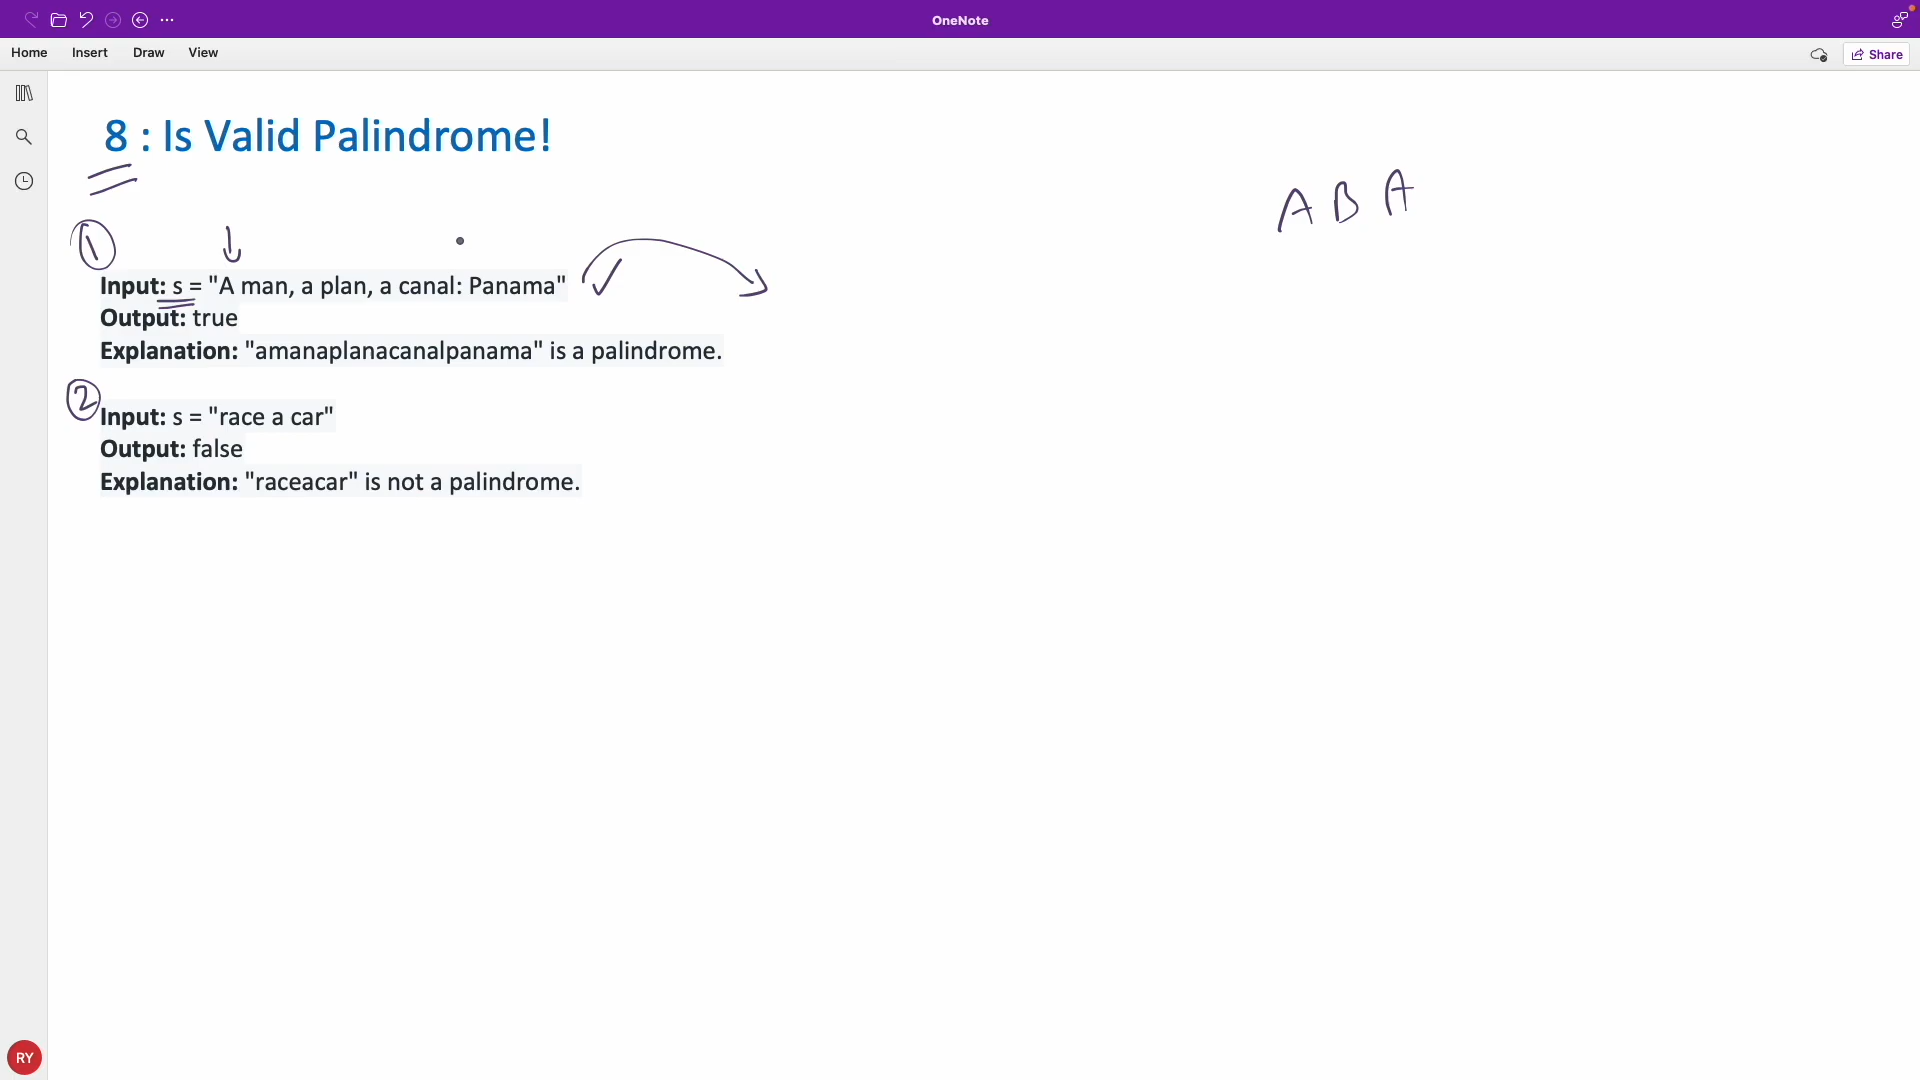 OneNote
Home Insert Draw View
Share
8 : Is Valid Palindrome!
A B A
1
Input: s = "A man, a plan, a canal: Panama"
Output: true
Explanation: "amanaplanacanalpanama" is a palindrome.
2
Input: s = "race a car"
Output: false
Explanation: "raceacar" is not a palindrome.
RY